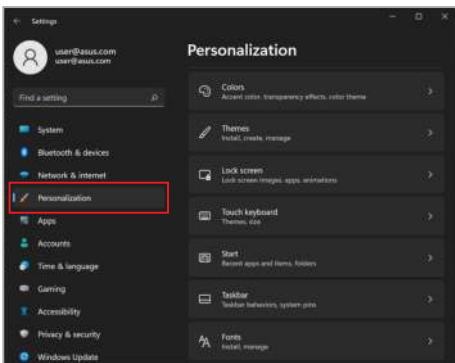 Settings
user@asus.com
user@asus.com
Find a setting
System
Bluetooth & devices
Network & internet
Personalization
Apps
Accounts
Time & language
Gaming
Accessibility
Privacy & security
Windows Update
Personalization
Colors
Accent color, transparency effects, color theme
Themes
Install, create, manage
Lock screen
Lock screen images, apps, animations
Touch keyboard
Themes, size
Start
Recent apps and items, folders
Taskbar
Taskbar behaviors, system pins
Fonts
Install, manage